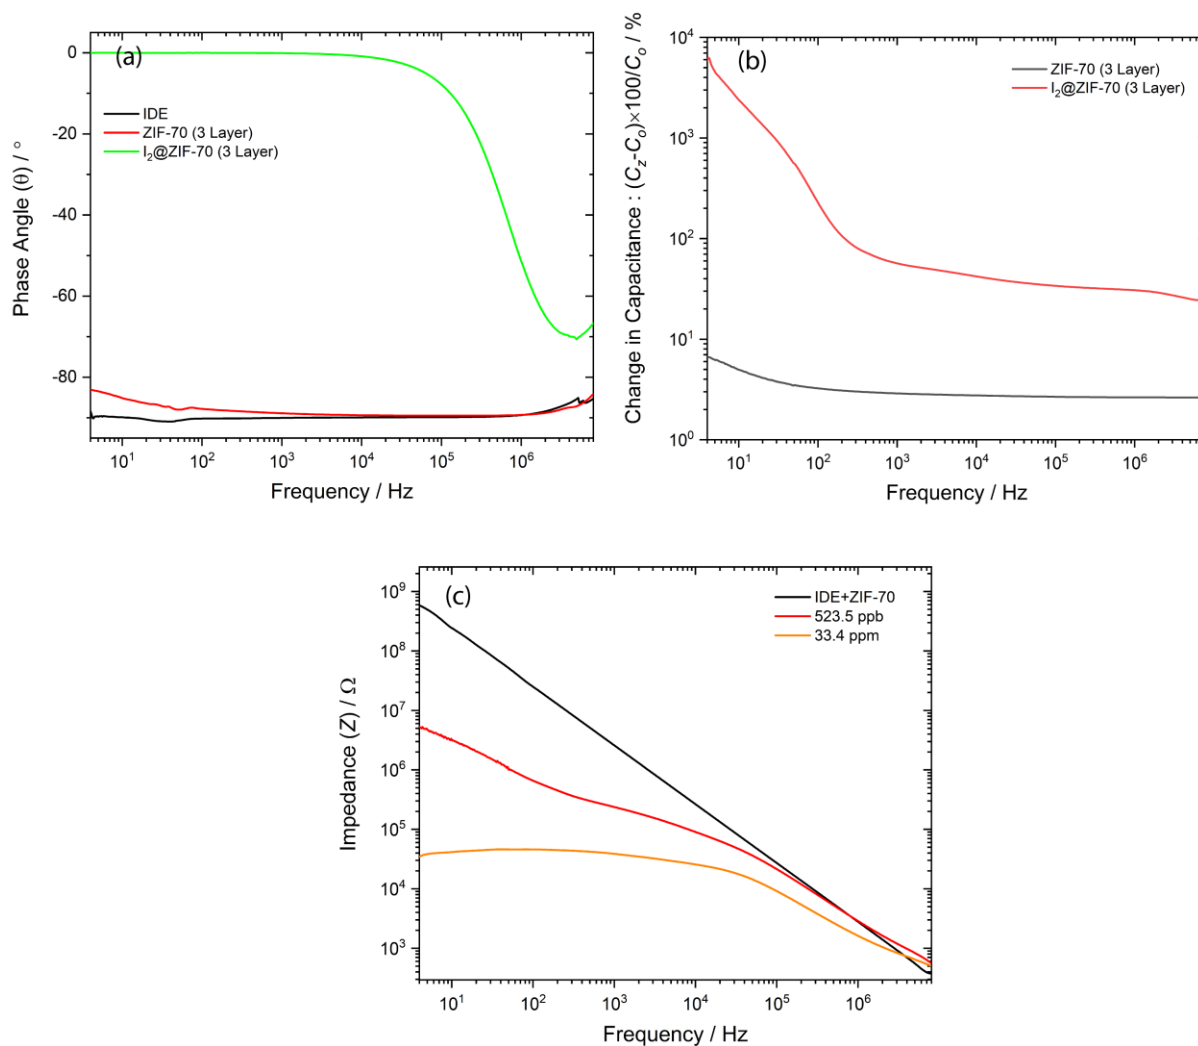 (a)
0
-20
-40
-60
-80
Phase Angle (θ) / °
IDE
ZIF-70 (3 Layer)
I₂@ZIF-70 (3 Layer)
10¹ 10² 10³ 10⁴ 10⁵ 10⁶
Frequency / Hz
(b)
10⁴
10³
10²
10¹
10⁰
Change in Capacitance : (C_z-C_o)×100/C_o / %
ZIF-70 (3 Layer)
I₂@ZIF-70 (3 Layer)
10¹ 10² 10³ 10⁴ 10⁵ 10⁶
Frequency / Hz
(c)
10⁹
10⁸
10⁷
10⁶
10⁵
10⁴
10³
Impedance (Z) / Ω
IDE+ZIF-70
523.5 ppb
33.4 ppm
10¹ 10² 10³ 10⁴ 10⁵ 10⁶
Frequency / Hz